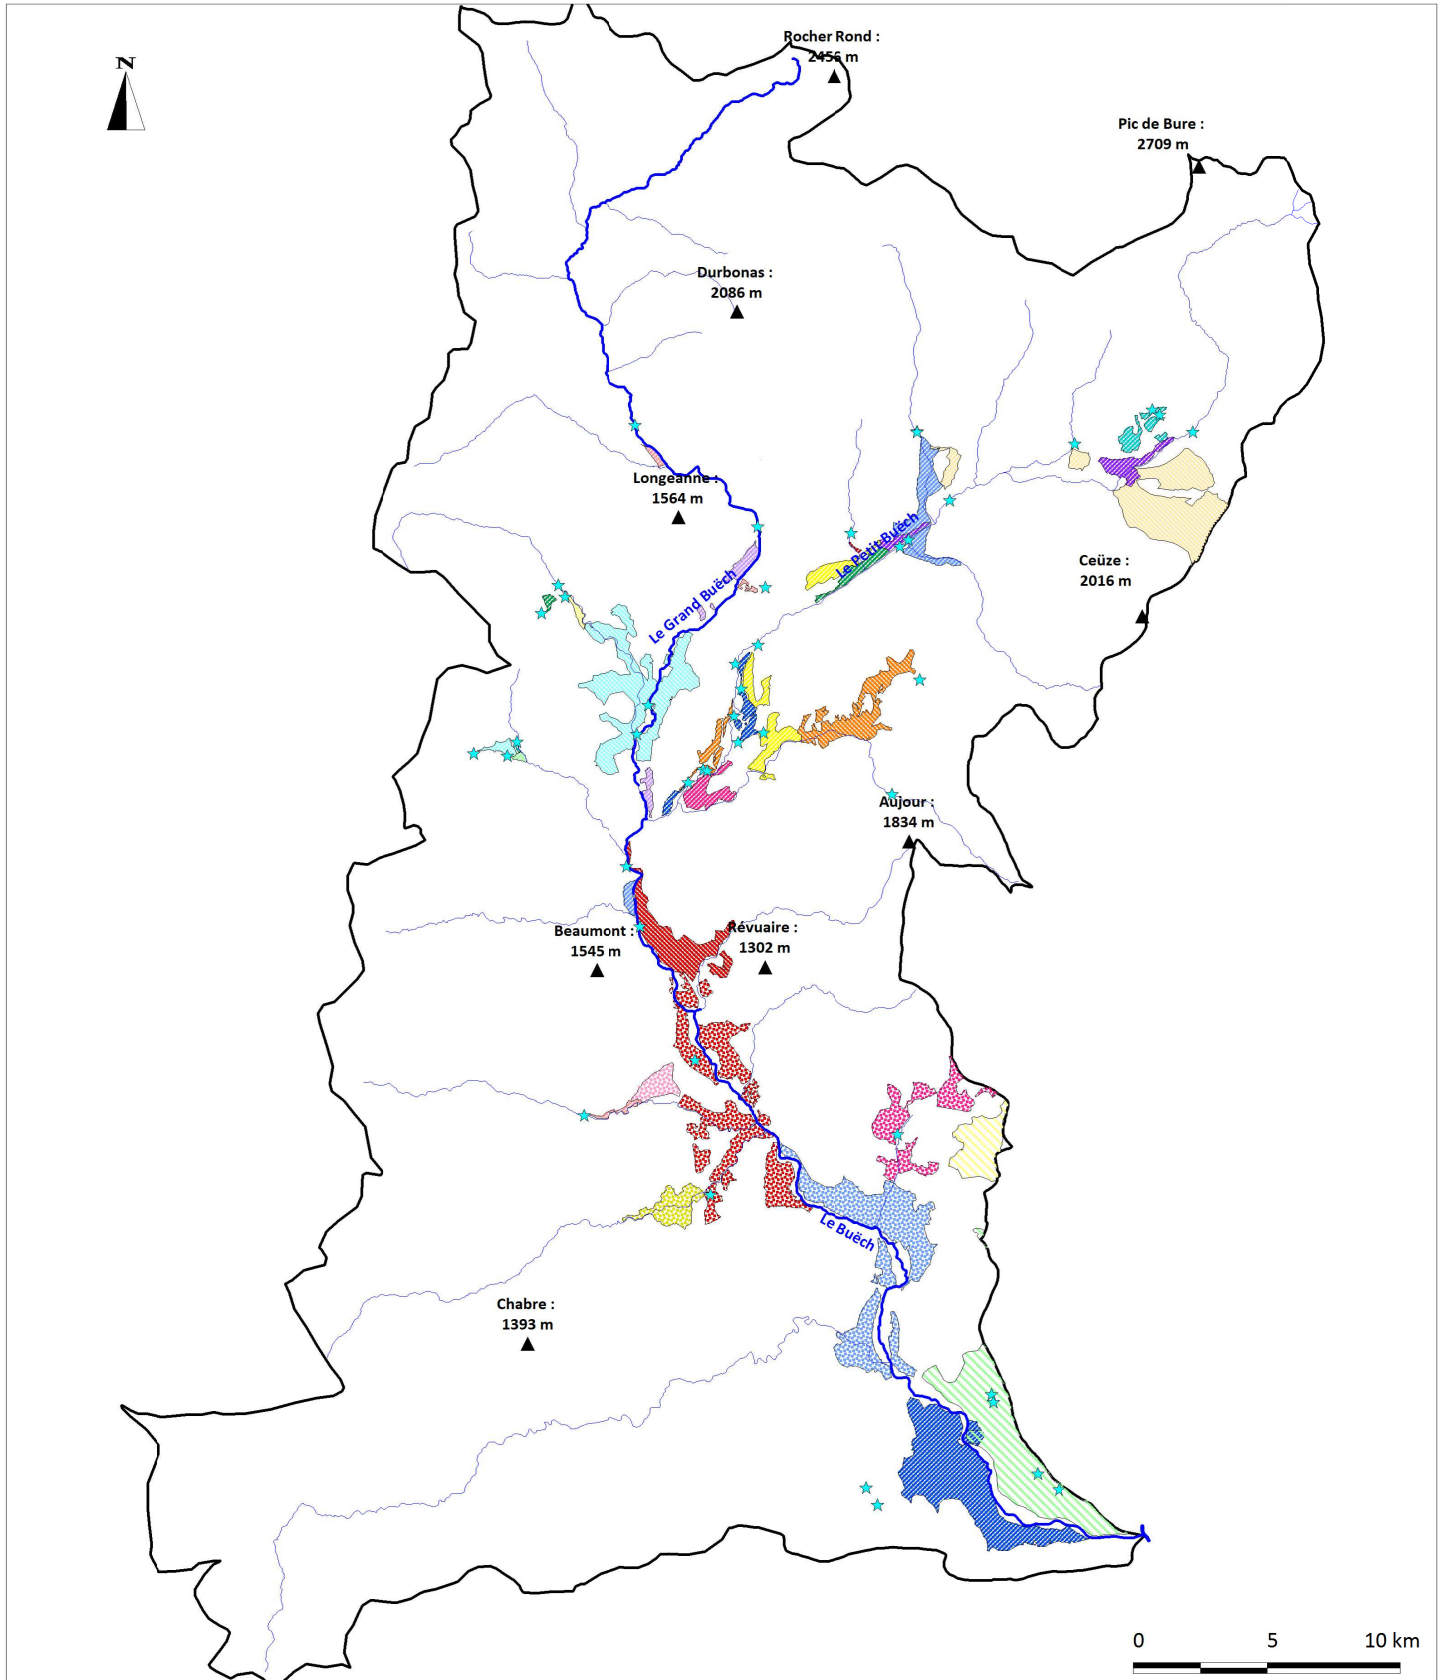 Rocher Rond :
2456 m
N
Pic de Bure :
2709 m
Durbonas :
2086 m
Longeanne :
1564 m
Le Petit Buëch
Ceüze :
2016 m
Le Grand Buëch
Aujour :
1834 m
Beaumont :
1545 m
Révuaire :
1302 m
Le Buëch
Chabre :
1393 m
0 5 10 km